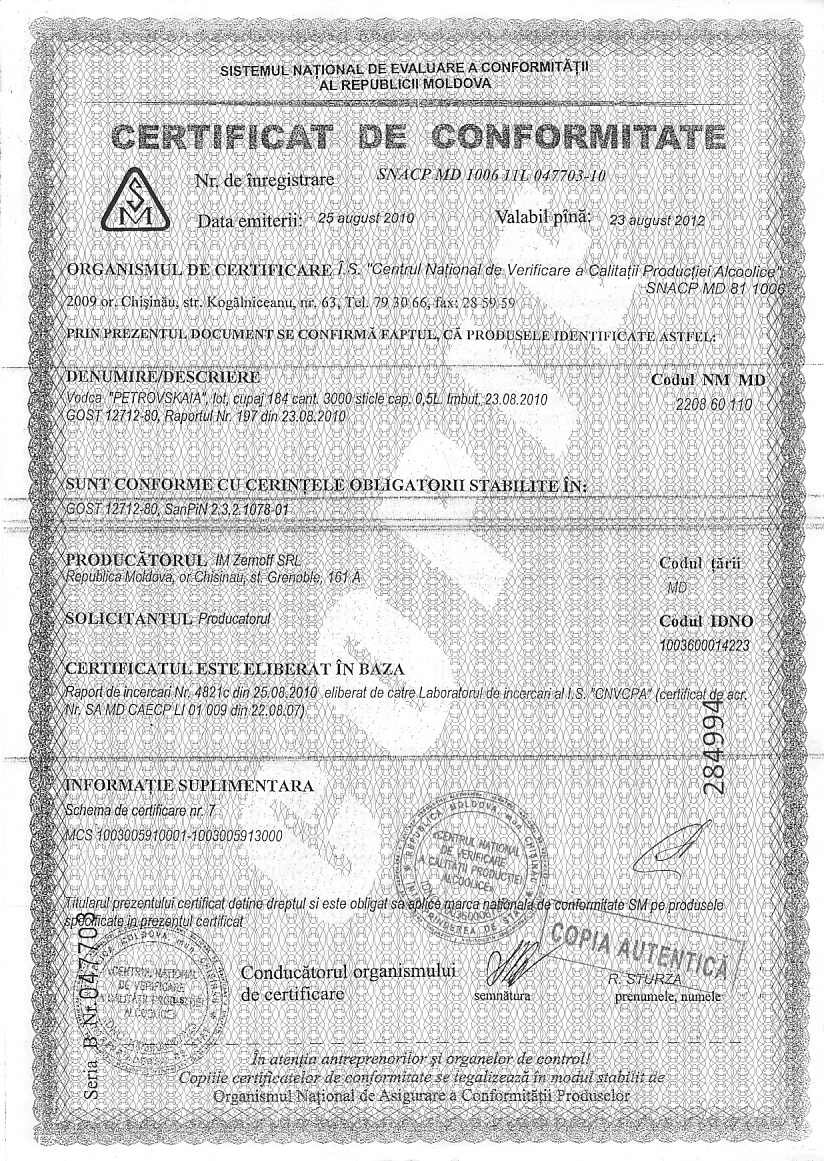 SISTEMUL NAȚIONAL DE EVALUARE A CONFORMITĂȚII
AL REPUBLICII MOLDOVA
CERTIFICAT DE CONFORMITATE
SM
Nr. de înregistrare SNACP MD 1006 11L 047703-10
Data emiterii: 25 august 2010 Valabil pînă: 23 august 2012
ORGANISMUL DE CERTIFICARE Î.S. "Centrul Național de Verificare a Calitații Producției Alcoolice",
SNACP MD 81 1006
2009 or. Chișinău, str. Kogâlniceanu, nr. 63, Tel. 79 30 66, fax: 28 59 59
PRIN PREZENTUL DOCUMENT SE CONFIRMĂ FAPTUL, CĂ PRODUSELE IDENTIFICATE ASTFEL:
DENUMIRE/DESCRIERE Codul NM MD
Vodca "PETROVSKAIA", lot, cupaj 184 cant. 3000 sticle cap. 0,5L. Imbut, 23.08.2010 2208 60 110
GOST 12712-80, Raportul Nr. 197 din 23.08.2010
SUNT CONFORME CU CERINȚELE OBLIGATORII STABILITE ÎN:
GOST 12712-80, SanPiN 2.3.2.1078-01
PRODUCĂTORUL IM Zernoff SRL Codul țării
Republica Moldova, or.Chisinau, st. Grenoble, 161 A
MD
SOLICITANTUL Producatorul Codul IDNO
1003600014223
CERTIFICATUL ESTE ELIBERAT ÎN BAZA
Raport de incercari Nr. 4821c din 25.08.2010 eliberat de catre Laboratorul de incercari al I.S. "CNVCPA" (certificat de acr.
Nr. SA MD CAECP LI 01 009 din 22.08.07)
284994
INFORMAȚIE SUPLIMENTARA
Schema de certificare nr. 7
MCS 1003005910001-1003005913000
REPUBLICA MOLDOVA mun. CHIȘINĂU
«CENTRUL NAȚIONAL
DE VERIFICARE
A CALITĂȚII PRODUCȚIEI
ALCOOLICE»
ÎNTREPRINDEREA DE STAT
Titularul prezentului certificat detine dreptul si este obligat sa aplice marca nationala de conformitate SM pe produsele
specificate in prezentul certificat
COPIA AUTENTICĂ
Conducătorul organismului
de certificare
semnătura
R. STURZA
prenumele, numele
«CENTRUL NAȚIONAL
DE VERIFICARE
A CALITĂȚII PRODUCȚIEI
ALCOOLICE»
Seria B Nr. 047703
În atenția antreprenorilor și organelor de control!
Copiile certificatelor de conformitate se legalizează în modul stabilit de
Organismul Național de Asigurare a Conformității Produselor
COPIE